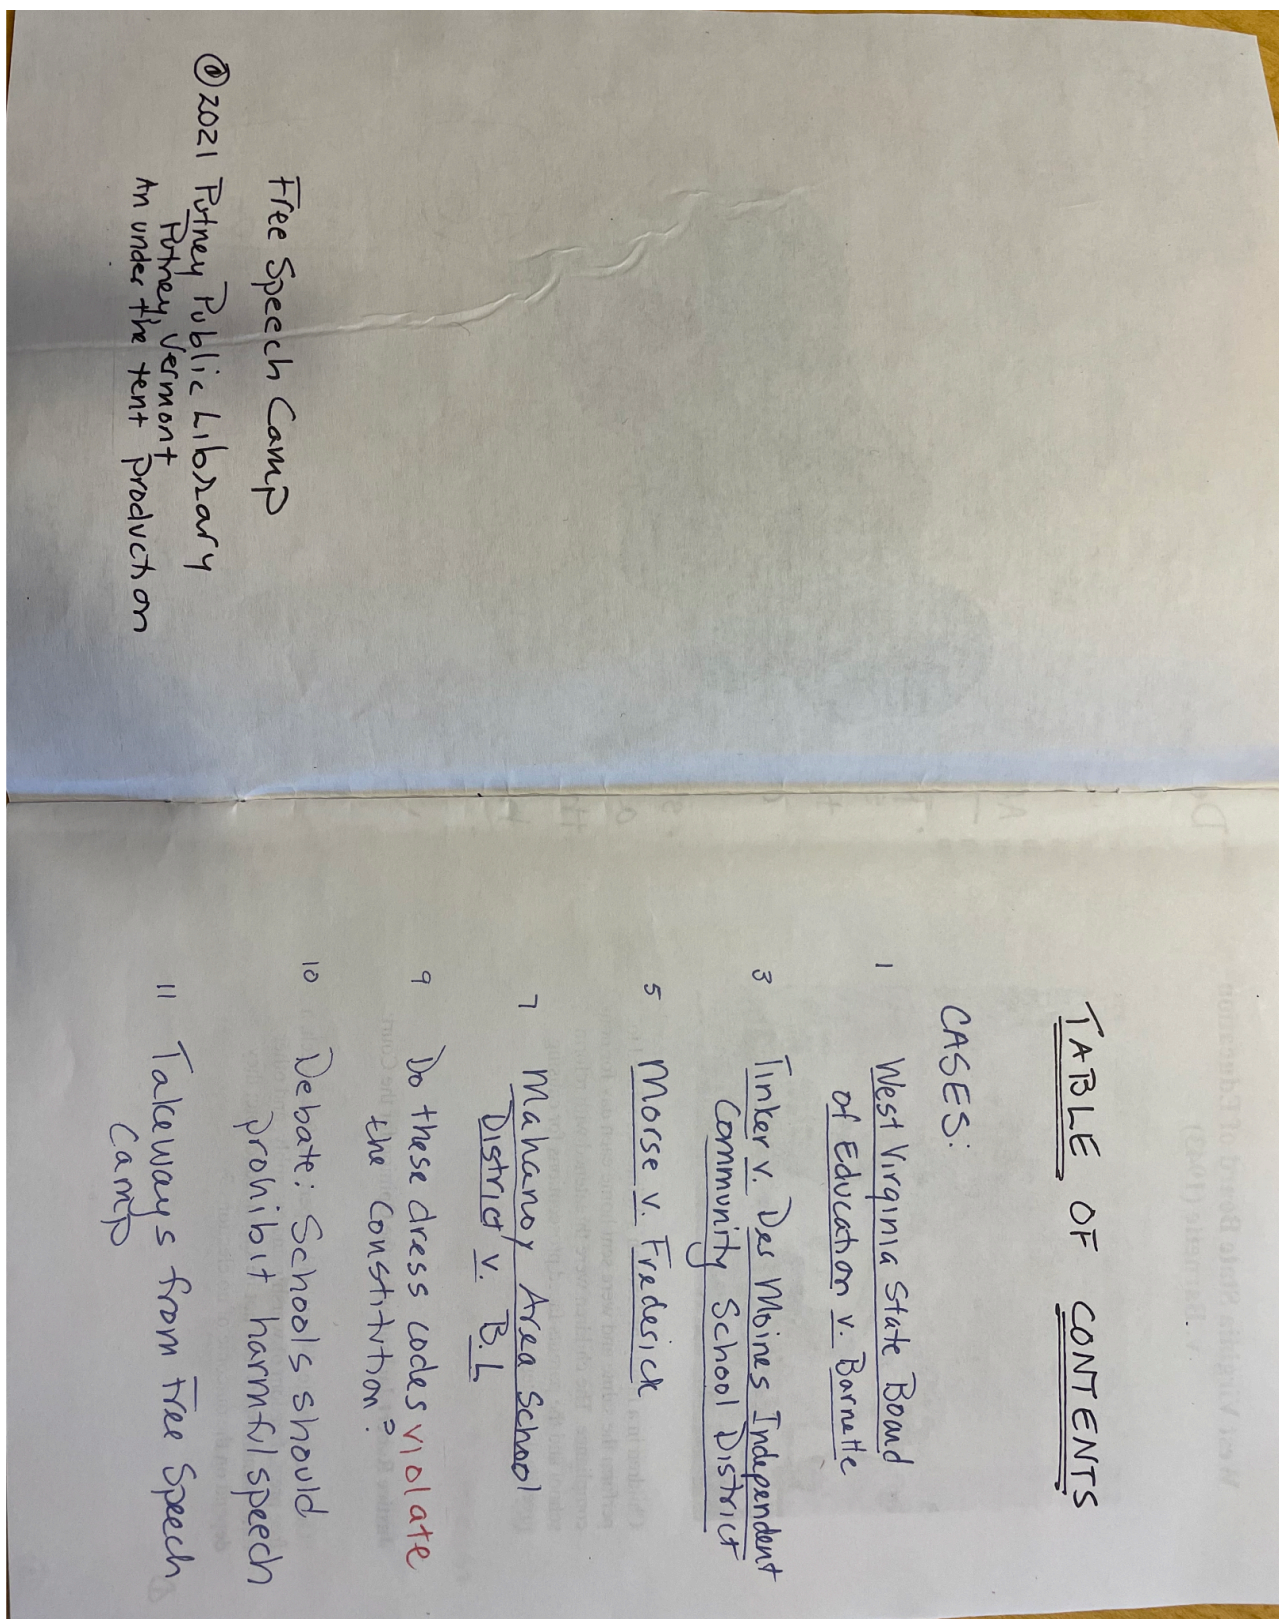 Free Speech Camp
©2021 Putney Public Library
Putney, Vermont
An under the tent production
TABLE OF CONTENTS
CASES:
1 West Virginia State Board
of Education v. Barnette
3 Tinker v. Des Moines Independent
Community School District
5 Morse v. Frederick
7 Mahanoy Area School
District v. B.L
9 Do these dress codes violate
the Constitution?
10 Debate: Schools should
prohibit harmful speech
11 Takeways from Free Speech
Camp